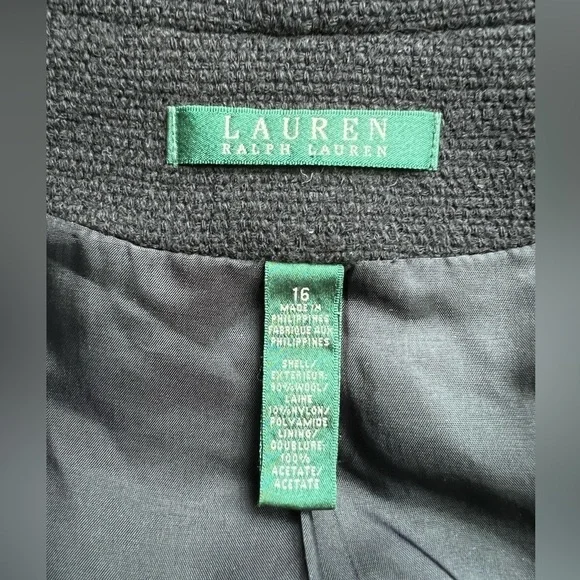 LAUREN
RALPH LAUREN
16
MADE IN
PHILIPPINES
FABRIQUE AUX
PHILIPPINES
SHELL/
EXTERIEUR:
90%WOOL/
LAINE
10%NYLON/
POLYAMIDE
LINING/
DOUBLURE:
100%
ACETATE/
ACETATE